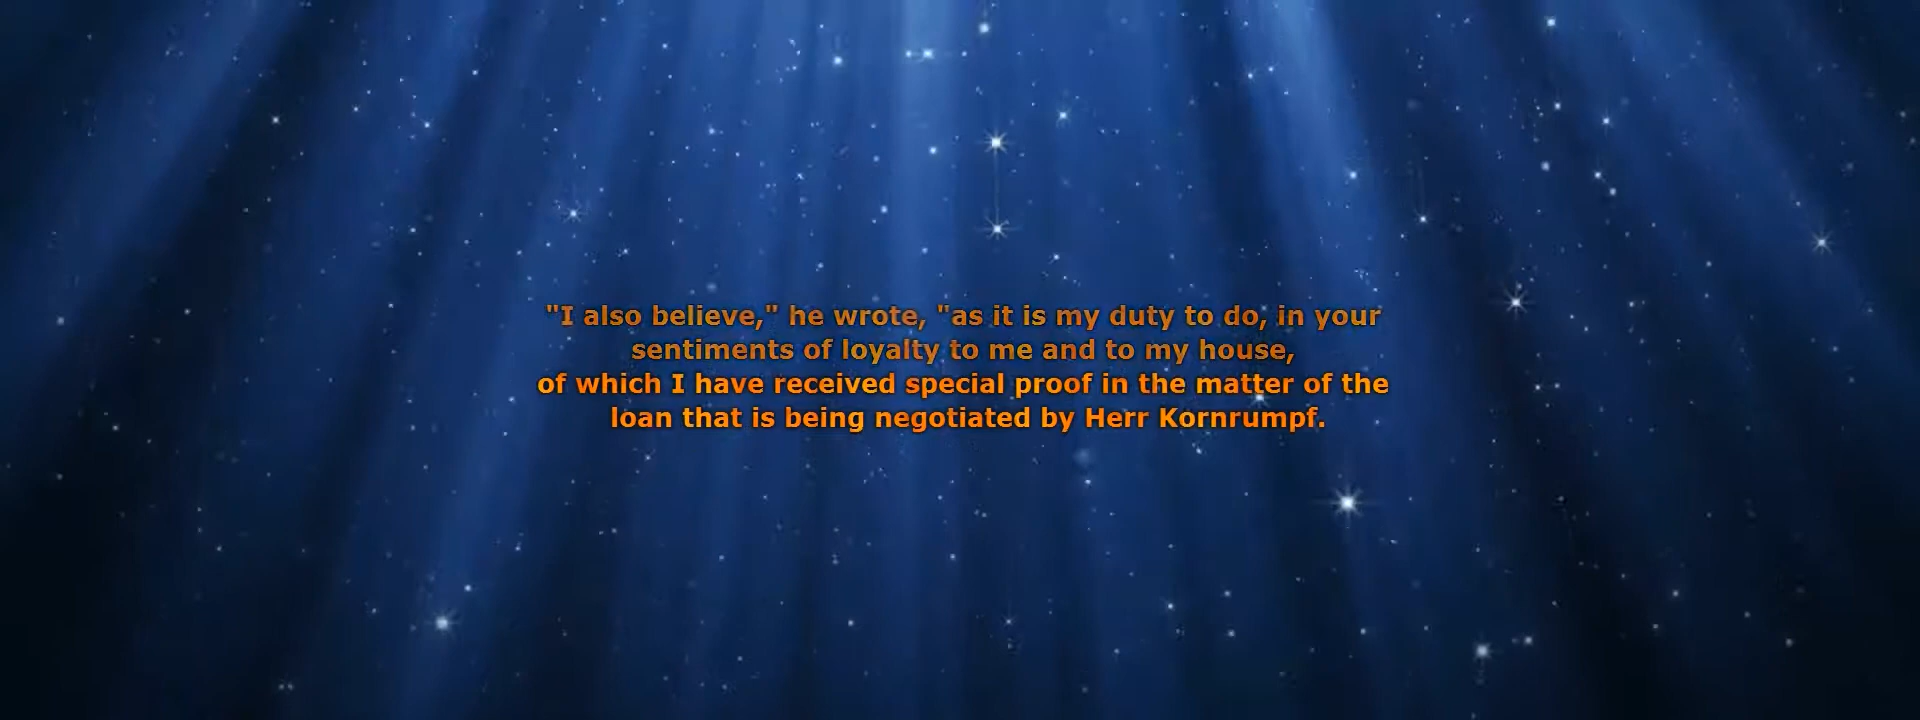 "I also believe," he wrote, "as it is my duty to do, in your
sentiments of loyalty to me and to my house,
of which I have received special proof in the matter of the
loan that is being negotiated by Herr Kornrumpf.